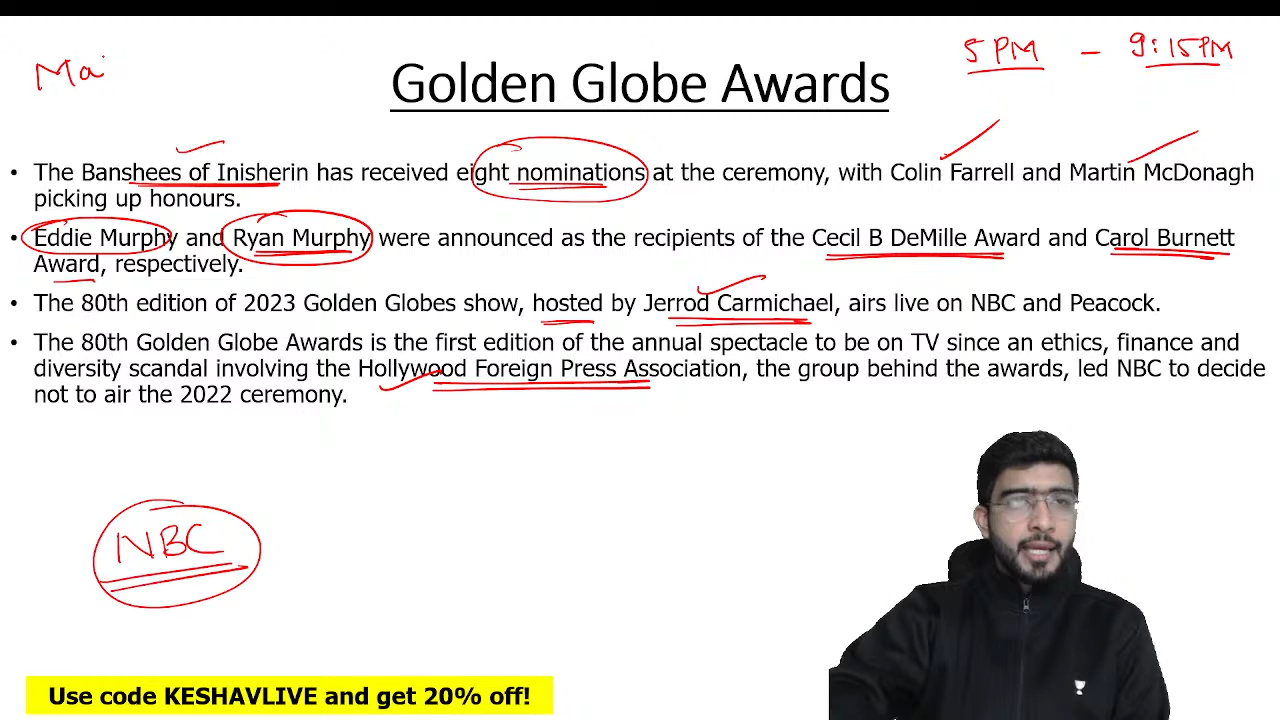 Ma
5 PM - 9:15PM
Golden Globe Awards
• The Banshees of Inisherin has received eight nominations at the ceremony, with Colin Farrell and Martin McDonagh
picking up honours.
• Eddie Murphy and Ryan Murphy were announced as the recipients of the Cecil B DeMille Award and Carol Burnett
Award, respectively.
• The 80th edition of 2023 Golden Globes show, hosted by Jerrod Carmichael, airs live on NBC and Peacock.
• The 80th Golden Globe Awards is the first edition of the annual spectacle to be on TV since an ethics, finance and
diversity scandal involving the Hollywood Foreign Press Association, the group behind the awards, led NBC to decide
not to air the 2022 ceremony.
NBC
Use code KESHAVLIVE and get 20% off!